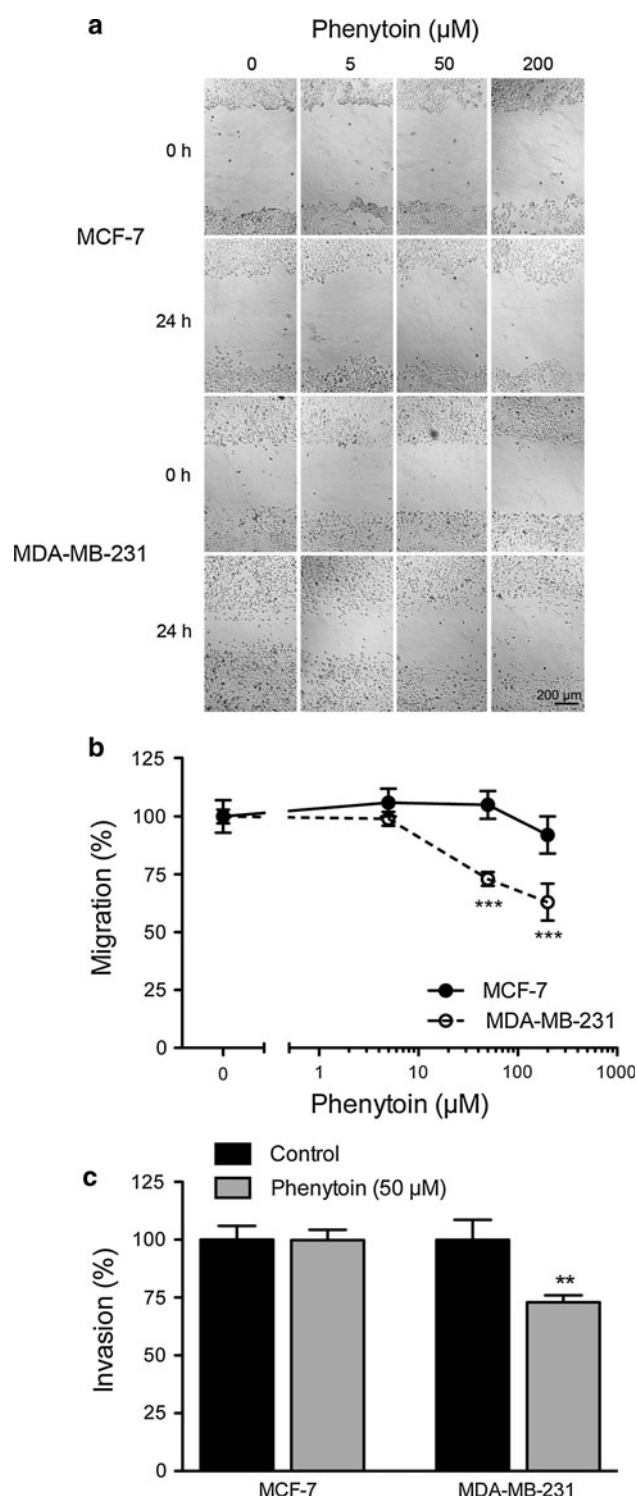 a
Phenytoin (µM)
0 5 50 200
0 h
MCF-7
24 h
0 h
MDA-MB-231
24 h
200 µm
b
125
100
75
50
25
0
Migration (%)
***
***
MCF-7
MDA-MB-231
0 1 10 100 1000
Phenytoin (µM)
c
Control
Phenytoin (50 µM)
125
100
75
50
25
0
Invasion (%)
**
MCF-7 MDA-MB-231